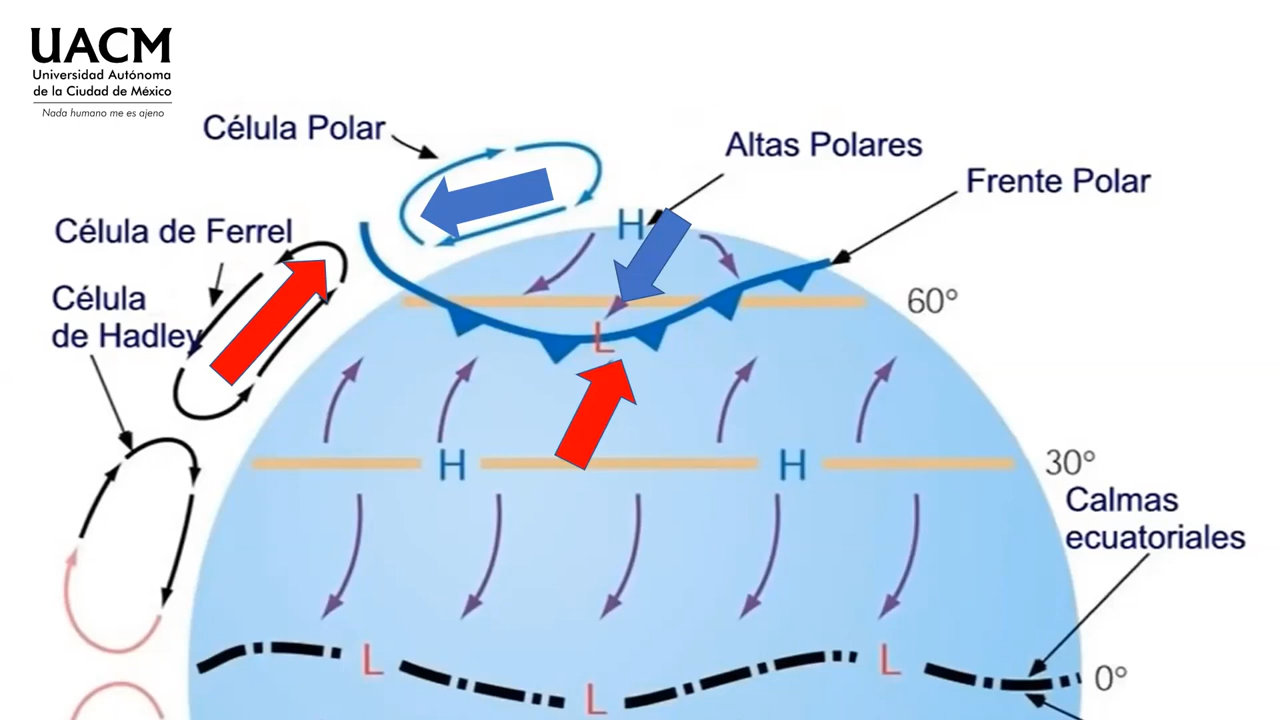 UACM
Universidad Autónoma
de la Ciudad de México
Nada humano me es ajeno
Célula Polar
Altas Polares
Frente Polar
Célula de Ferrel
H
Célula
de Hadley
60°
L
H
H
30°
Calmas
ecuatoriales
L
L
L
0°